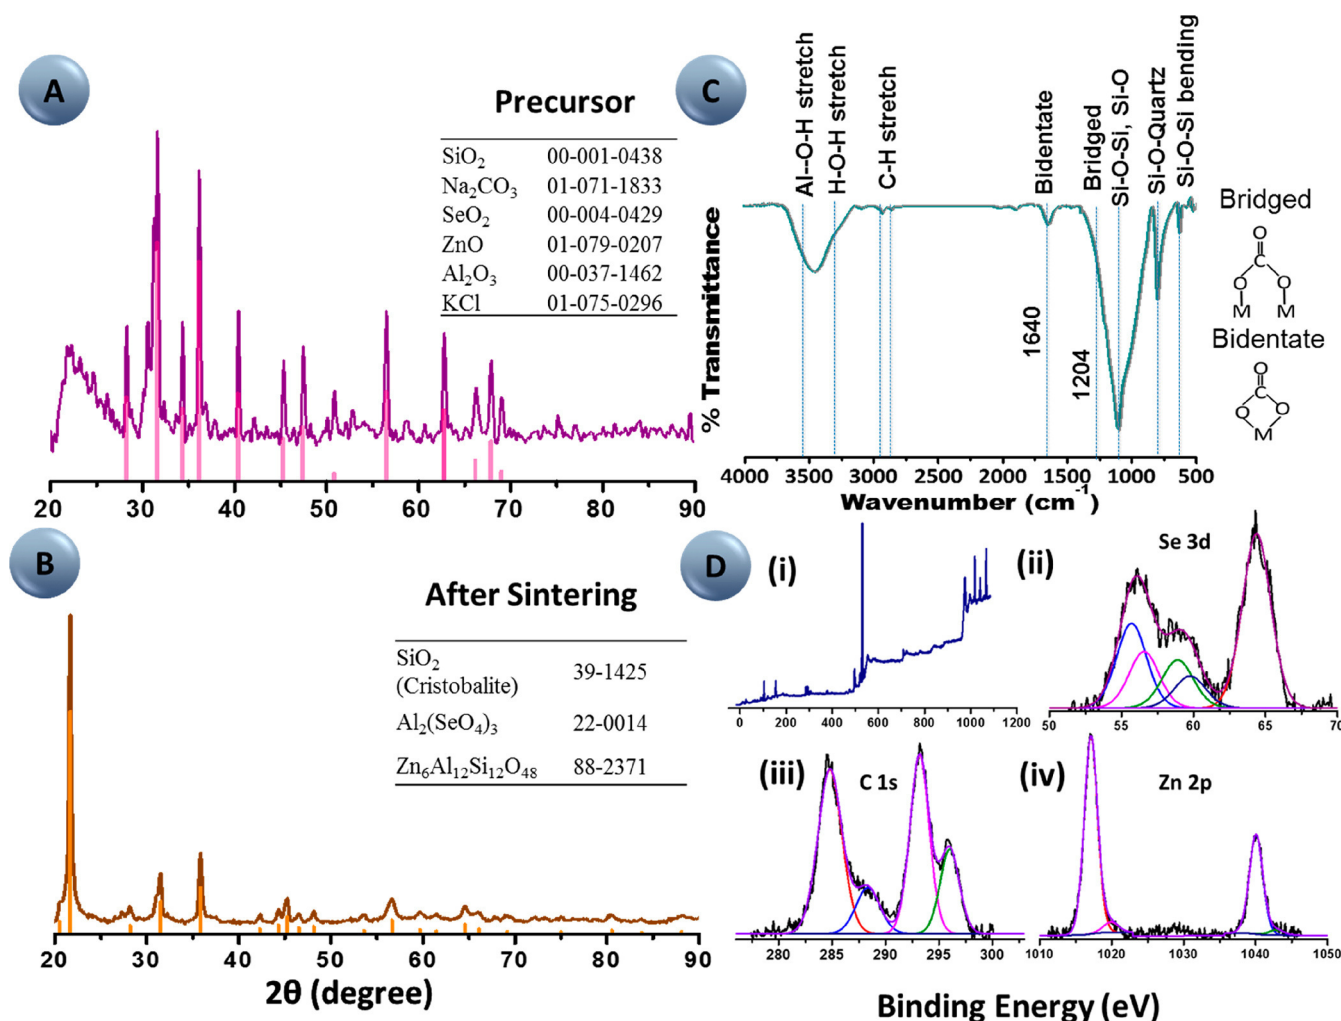 A
Precursor
SiO₂ 00-001-0438
Na₂CO₃ 01-071-1833
SeO₂ 00-004-0429
ZnO 01-079-0207
Al₂O₃ 00-037-1462
KCl 01-075-0296
20 30 40 50 60 70 80 90
B
After Sintering
SiO₂
(Cristobalite) 39-1425
Al₂(SeO₄)₃ 22-0014
Zn₆Al₁₂Si₁₂O₄₈ 88-2371
20 30 40 50 60 70 80 90
2θ (degree)
C
Al--O-H stretch
H-O-H stretch
C-H stretch
Bidentate
Bridged
Si-O-Si, Si-O
Si-O-Quartz
Si-O-Si bending
% Transmittance
1640
1204
4000 3500 3000 2500 2000 1500 1000 500
Wavenumber (cm⁻¹)
Bridged
O
C
O O
M M
Bidentate
O
C
O O
M
D
(i)
0 200 400 600 800 1000 1200
(ii)
Se 3d
50 55 60 65 70
(iii)
C 1s
280 285 290 295 300
(iv)
Zn 2p
1010 1020 1030 1040 1050
Binding Energy (eV)